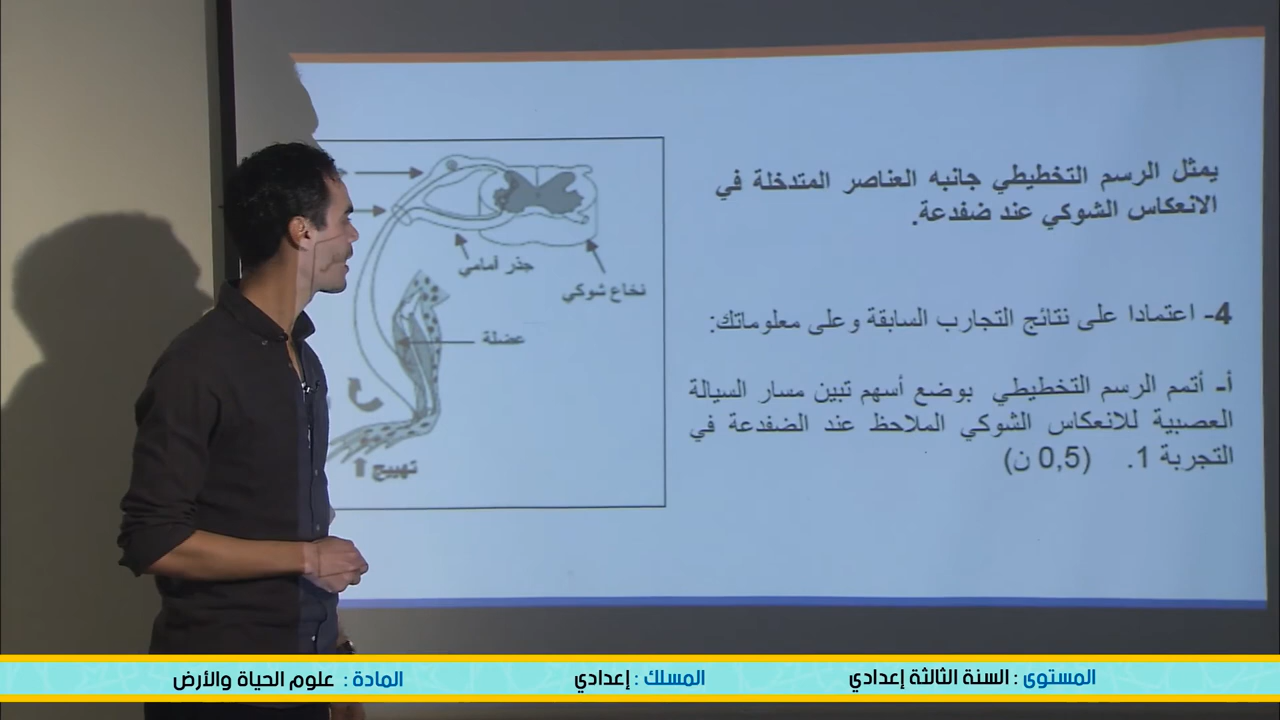 يمثل الرسم التخطيطي جانبه العناصر المتدخلة في
الانعكاس الشوكي عند ضفدعة.
4- اعتمادا على نتائج التجارب السابقة وعلى معلوماتك:
أ- أتمم الرسم التخطيطي بوضع أسهم تبين مسار السيالة
العصبية للانعكاس الشوكي الملاحظ عند الضفدعة في
التجربة 1. (0,5 ن)
جذر أمامي
نخاع شوكي
عضلة
تهييج
المستوى : السنة الثالثة إعدادي
المسلك : إعدادي
المادة : علوم الحياة والأرض